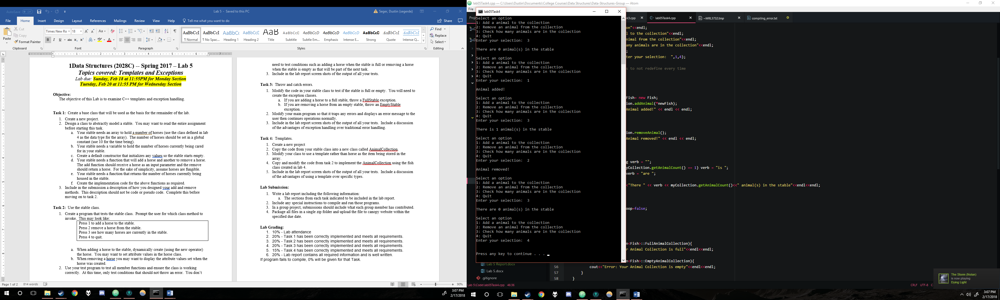 AutoSave Off
Lab 5 - Saved to this PC
Seger, Dustin (segerde)
File Home Insert Design Layout References Mailings Review View Help Tell me what you want to do
Share
Paste
Cut
Copy
Format Painter
Clipboard
Times New Ro 18
Font
Paragraph
AaBbCcI AaBbCcI AaBbC( AaBbCcC AaB AaBbCcC AaBbCcD AaBbCcD AaBbCcD AaBbCcD AaBbCcL AaBbCcL
¶ Normal ¶ No Spac... Heading 1 Heading 2 Title Subtitle Subtle Em... Emphasis Intense E... Strong Quote Intense Q...
Styles
Find
Replace
Select
Editing
1Data Structures (2028C) -- Spring 2017 – Lab 5
Topics covered: Templates and Exceptions
Lab due: Sunday, Feb 18 at 11:55PM for Monday Section
Tuesday, Feb 20 at 11:55 PM for Wednesday Section
Objective:
The objective of this Lab is to examine C++ templates and exception handling.
Task 1: Create a base class that will be used as the basis for the remainder of the lab.
1. Create a new project.
2. Design a class to abstractly model a stable. You may want to read the entire assignment
before starting this task.
a. Your stable needs an array to hold a number of horses (use the class defined in lab
4 as the data type for the array). The number of horses should be set in a global
constant (use 10 for the time being).
b. Your stable needs a variable to hold the number of horses currently being cared
for in your stable.
c. Create a default constructor that initializes any values so the stable starts empty.
d. Your stable needs a function that will add a horse and another to remove a horse.
The add function should receive a horse as an input parameter and the remove
should return a horse. For the sake of simplicity, assume horses are fungible.
e. Your stable needs a function that returns the number of horses currently being
housed in the stable.
f. Create the implementation code for the above functions as required.
3. Include in the submission a description of how you designed your add and remove
methods. This description should not be code or pseudo code. Complete this before
moving on to task 2.
Task 2: Use the stable class.
1. Create a program that tests the stable class. Prompt the user for which class method to
invoke. This may look like:
Press 1 to add a horse to the stable.
Press 2 remove a horse from the stable.
Press 3 see how many horses are currently in the stable.
Press 4 to quit.
a. When adding a horse to the stable, dynamically create (using the new operator)
the horse. You may want to set attribute values in the horse class.
b. When removing a horse you may want to display the attribute values set when the
horse was created.
2. Use your test program to test all member functions and ensure the class is working
correctly. At this time, only test conditions that should not throw an error. You don't
need to test conditions such as adding a horse when the stable is full or removing a horse
when the stable is empty as that will be part of the next task.
3. Include in the lab report screen shots of the output of all your tests.
Task 3: Throw and catch errors.
1. Modify the code in your stable class to test if the stable is full or empty. You will need to
create the exception classes.
a. If you are adding a horse to a full stable, throw a FullStable exception.
b. If you are removing a horse from an empty stable, throw an EmptyStable
exception.
2. Modify your main program so that it traps any errors and displays an error message to the
user then continues operations normally.
3. Include in the lab report screen shots of the output of all your tests. Include a discussion
of the advantages of exception handling over traditional error handling.
Task 4: Templates.
1. Create a new project
2. Copy the code from your stable class into a new class called AnimalCollection.
3. Modify your class to use a template rather than horse as the item being stored in the
array.
4. Copy and modify the code from task 2 to implement the AnimalCollection using the fish
class created in lab 4.
5. Include in the lab report screen shots of the output of all your tests. Include a discussion
of the advantages of using a template over specific types.
Lab Submission:
1. Write a lab report including the following information:
a. The sections from each task indicated to be included in the lab report.
2. Include any special instructions to compile and run those programs.
3. In a group project, submissions should include what each group member has contributed.
4. Package all files in a single zip folder and upload the file to canopy website within the
specified due date.
Lab Grading:
1. 10% - Lab attendance
2. 20% - Task 1 has been correctly implemented and meets all requirements.
3. 20% - Task 2 has been correctly implemented and meets all requirements.
4. 20% - Task 3 has been correctly implemented and meets all requirements.
5. 15% - Task 4 has been correctly implemented and meets all requirements.
6. 20% - Lab report contains all required information and is well written.
If program fails to compile, 0% will be given for that Task.
Page 1 of 2 814 words
90%
3:07 PM
2/17/2018
lab05Task4.cpp — C:\Users\Dustin\Documents\College Courses\Data Structures\Data-Structures-Group — Atom
File
Proje
lab05Task4
Select an option
1: Add a animal to the collection
2: Remove an animal from the collection
3: Check how many animals are in the collection
4: Quit
Enter your selection: 3
There are 0 animal(s) in the stable
Select an option
1: Add a animal to the collection
2: Remove an animal from the collection
3: Check how many animals are in the collection
4: Quit
Enter your selection: 1
Animal added!
Select an option
1: Add a animal to the collection
2: Remove an animal from the collection
3: Check how many animals are in the collection
4: Quit
Enter your selection: 3
There is 1 animal(s) in the stable
Select an option
1: Add a animal to the collection
2: Remove an animal from the collection
3: Check how many animals are in the collection
4: Quit
Enter your selection: 2
Animal removed!
Select an option
1: Add a animal to the collection
2: Remove an animal from the collection
3: Check how many animals are in the collection
4: Quit
Enter your selection: 3
There are 0 animal(s) in the stable
Select an option
1: Add a animal to the collection
2: Remove an animal from the collection
3: Check how many animals are in the collection
4: Quit
Enter your selection: 4
Press any key to continue . . .
sk3.cpp lab05Task4.cpp ~WRL3732.tmp compiling_error.txt
on"<<endl;
l to the collection"<<endl;
nimal from the collection"<<endl;
any animals are in the collection"<<endl;
;
ter your selection: ",1,4);
s to not redefine every time
Fish= new Fish;
ion.addAnimal(*newFish);
Animal added!" << endl << endl;
ion.removeAnimal();
Animal removed!" << endl << endl;
g verb = "";
yCollection.getAnimalCount() == 1) verb = "is ";
verb = "are ";
<"There " << verb << myCollection.getAnimalCount()<<" animal(s) in the stable"<<endl<<endl;
oop=false;
n<Fish>::FullAnimalCollection){
r Animal Collection is full"<<endl<<endl;
n<Fish>::EmptyAnimalCollection){
56 cout<<"Error: Your Animal Collection is empty"<<endl<<endl;
57 }
58 }
Lab 5 Report.docx
Lab 5.docx
.gitignore
Lab 5\Code\lab05Task4.cpp 46:36
CRLF UTF-8 C
The Storm (Nolan)
is now playing
Dying Light
3:07 PM
2/17/2018